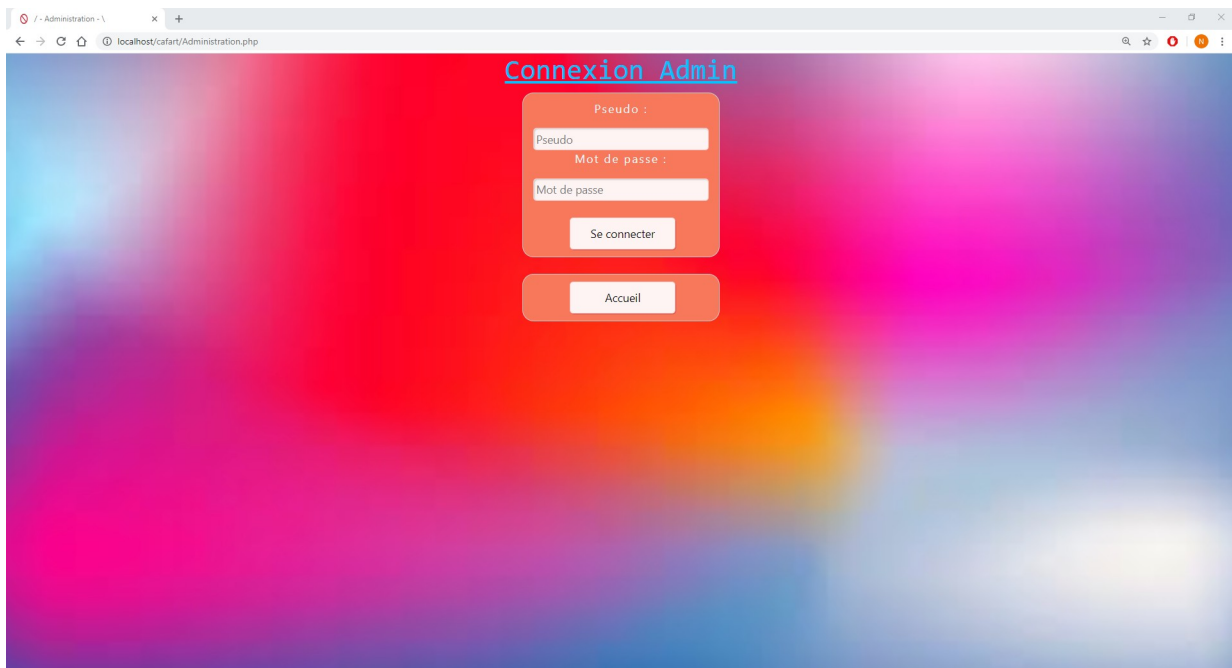 / - Administration - \
localhost/cafart/Administration.php
N
Connexion Admin
Pseudo :
Pseudo
Mot de passe :
Mot de passe
Se connecter
Accueil